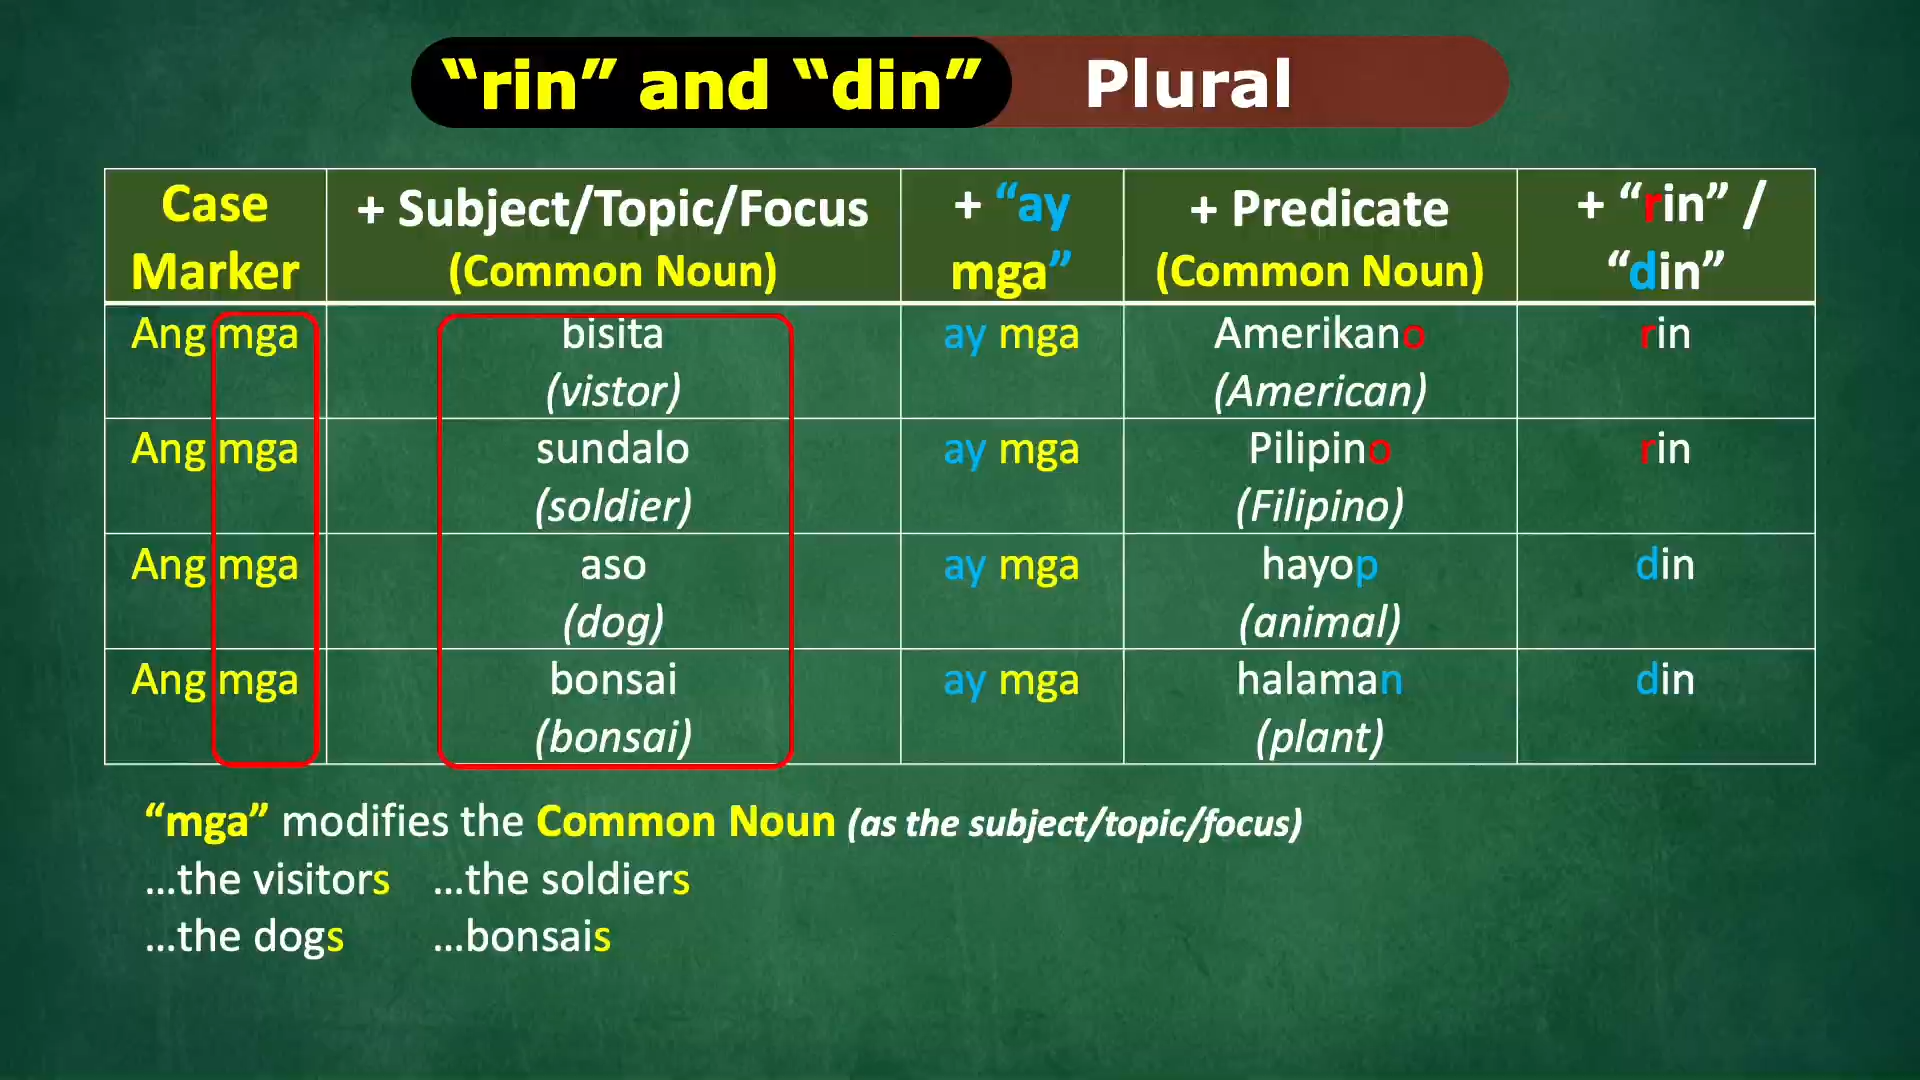 “rin” and “din” Plural
Case Marker + Subject/Topic/Focus (Common Noun) + “ay mga” + Predicate (Common Noun) + “rin” / “din”
Ang mga bisita ay mga Amerikano rin
(vistor) (American)
Ang mga sundalo ay mga Pilipino rin
(soldier) (Filipino)
Ang mga aso ay mga hayop din
(dog) (animal)
Ang mga bonsai ay mga halaman din
(bonsai) (plant)
“mga” modifies the Common Noun (as the subject/topic/focus)
...the visitors ...the soldiers
...the dogs ...bonsais